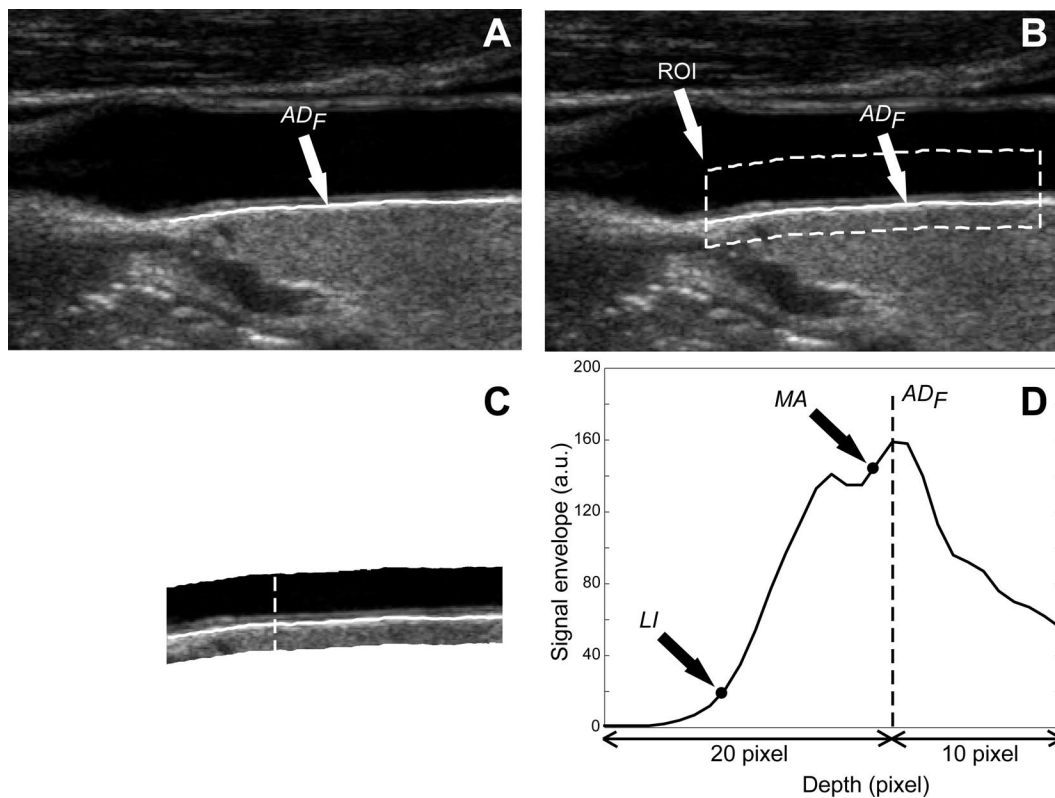 A
AD_F
B
ROI
AD_F
C
D
200
160
120
80
40
0
Signal envelope (a.u.)
MA
AD_F
LI
20 pixel
10 pixel
Depth (pixel)